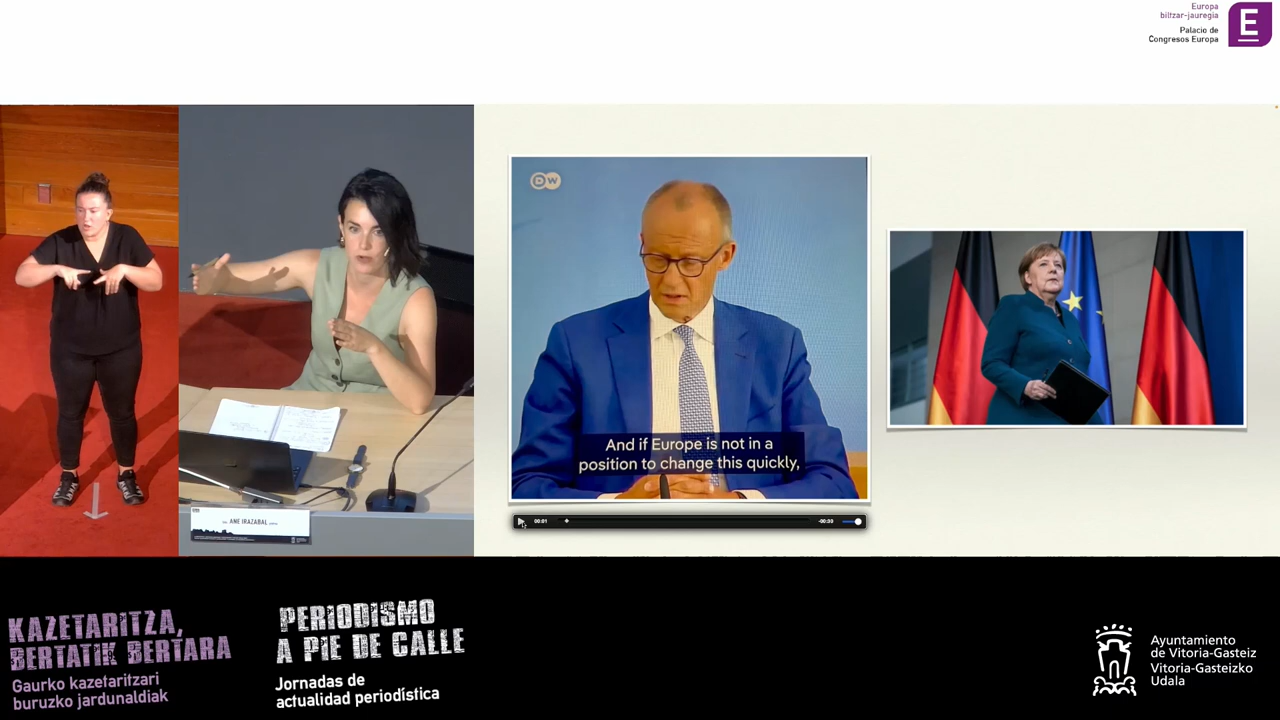 Europa
biltzar-jauregia
Palacio de
Congresos Europa
E
DW
And if Europe is not in a
position to change this quickly,
00:01
-00:30
ANE IRAZABAL
KAZETARITZA,
BERTATIK BERTARA
Gaurko kazetaritzari
buruzko jardunaldiak
PERIODISMO
A PIE DE CALLE
Jornadas de
actualidad periodística
Ayuntamiento
de Vitoria-Gasteiz
Vitoria-Gasteizko
Udala